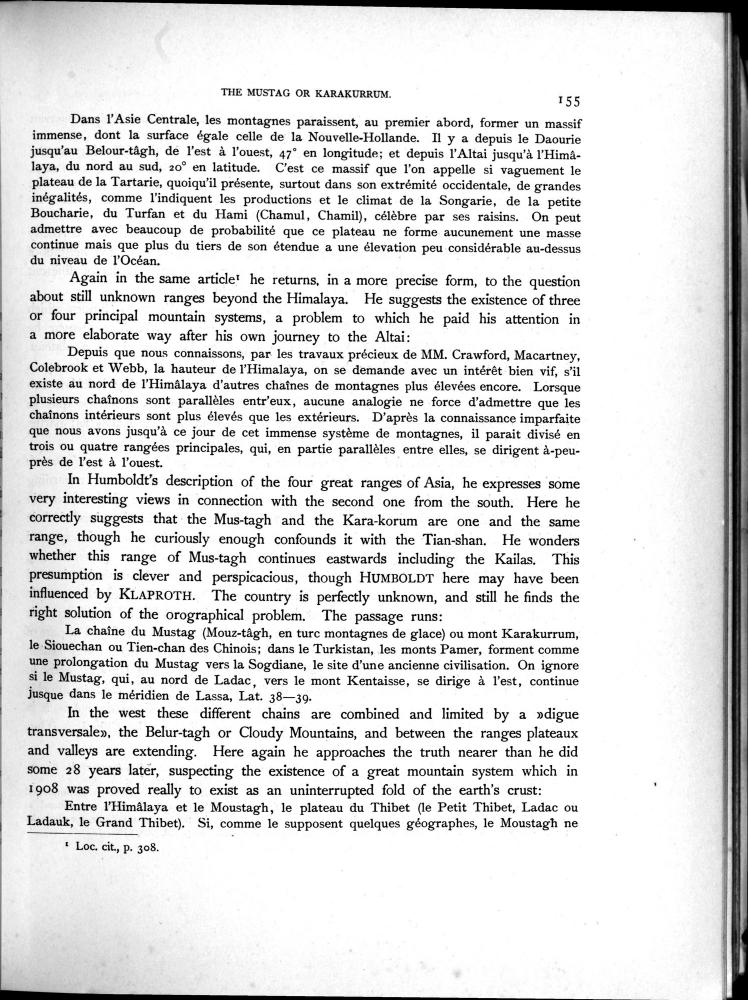 THE MUSTAG OR KARAKURRUM.
155
Dans l'Asie Centrale, les montagnes paraissent, au premier abord, former un massif
immense, dont la surface égale celle de la Nouvelle-Hollande. Il y a depuis le Daourie
jusqu'au Belour-tâgh, de l'est à l'ouest, 47° en longitude; et depuis l'Altai jusqu'à l'Himâ-
laya, du nord au sud, 20° en latitude. C'est ce massif que l'on appelle si vaguement le
plateau de la Tartarie, quoiqu'il présente, surtout dans son extrémité occidentale, de grandes
inégalités, comme l'indiquent les productions et le climat de la Songarie, de la petite
Boucharie, du Turfan et du Hami (Chamul, Chamil), célèbre par ses raisins. On peut
admettre avec beaucoup de probabilité que ce plateau ne forme aucunement une masse
continue mais que plus du tiers de son étendue a une élevation peu considérable au-dessus
du niveau de l'Océan.
Again in the same article¹ he returns, in a more precise form, to the question
about still unknown ranges beyond the Himalaya. He suggests the existence of three
or four principal mountain systems, a problem to which he paid his attention in
a more elaborate way after his own journey to the Altai:
Depuis que nous connaissons, par les travaux précieux de MM. Crawford, Macartney,
Colebrook et Webb, la hauteur de l'Himalaya, on se demande avec un intérêt bien vif, s'il
existe au nord de l'Himâlaya d'autres chaînes de montagnes plus élevées encore. Lorsque
plusieurs chaînons sont parallèles entr'eux, aucune analogie ne force d'admettre que les
chaînons intérieurs sont plus élevés que les extérieurs. D'après la connaissance imparfaite
que nous avons jusqu'à ce jour de cet immense système de montagnes, il parait divisé en
trois ou quatre rangées principales, qui, en partie parallèles entre elles, se dirigent à-peu-
près de l'est à l'ouest.
In Humboldt's description of the four great ranges of Asia, he expresses some
very interesting views in connection with the second one from the south. Here he
correctly suggests that the Mus-tagh and the Kara-korum are one and the same
range, though he curiously enough confounds it with the Tian-shan. He wonders
whether this range of Mus-tagh continues eastwards including the Kailas. This
presumption is clever and perspicacious, though HUMBOLDT here may have been
influenced by KLAPROTH. The country is perfectly unknown, and still he finds the
right solution of the orographical problem. The passage runs:
La chaîne du Mustag (Mouz-tâgh, en turc montagnes de glace) ou mont Karakurrum,
le Siouechan ou Tien-chan des Chinois; dans le Turkistan, les monts Pamer, forment comme
une prolongation du Mustag vers la Sogdiane, le site d'une ancienne civilisation. On ignore
si le Mustag, qui, au nord de Ladac, vers le mont Kentaisse, se dirige à l'est, continue
jusque dans le méridien de Lassa, Lat. 38—39.
In the west these different chains are combined and limited by a »digue
transversale», the Belur-tagh or Cloudy Mountains, and between the ranges plateaux
and valleys are extending. Here again he approaches the truth nearer than he did
some 28 years later, suspecting the existence of a great mountain system which in
1908 was proved really to exist as an uninterrupted fold of the earth's crust:
Entre l'Himâlaya et le Moustagh, le plateau du Thibet (le Petit Thibet, Ladac ou
Ladauk, le Grand Thibet). Si, comme le supposent quelques géographes, le Moustagh ne
¹ Loc. cit., p. 308.